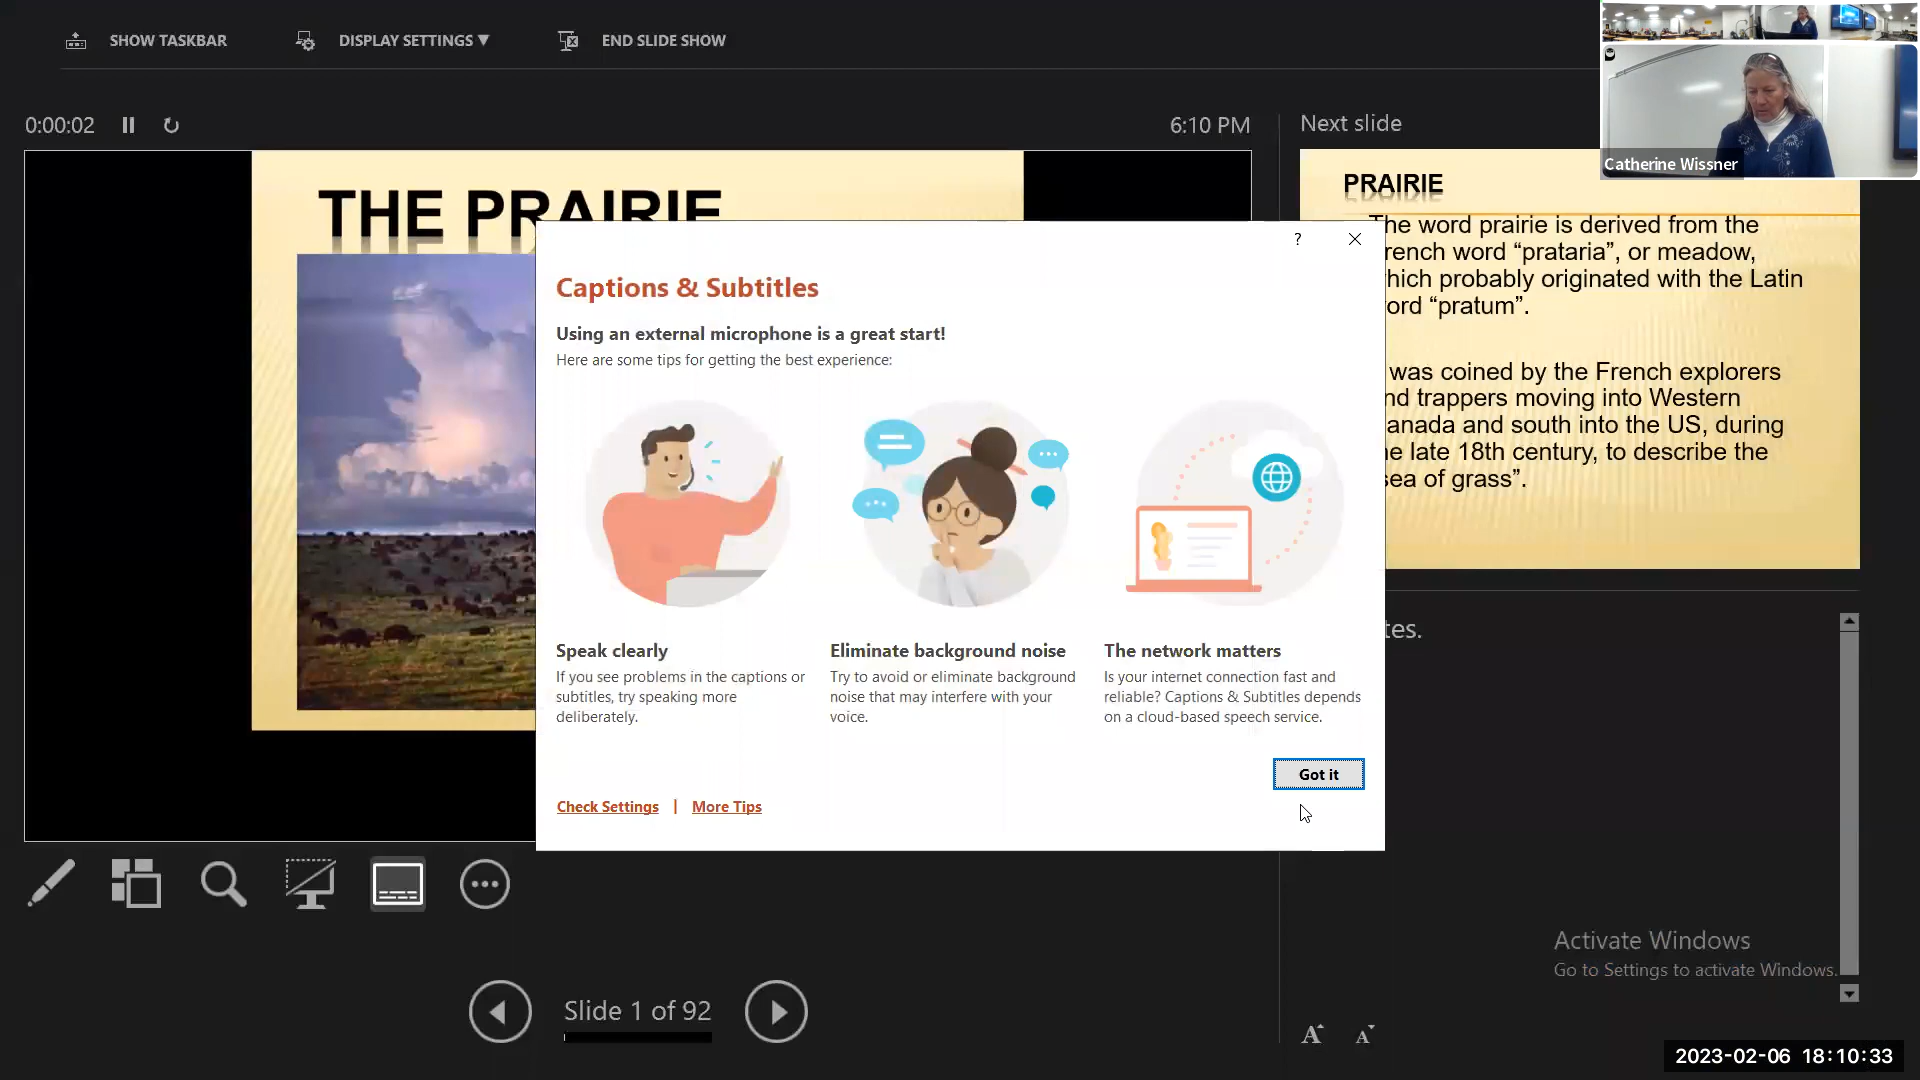 SHOW TASKBAR
DISPLAY SETTINGS ▼
END SLIDE SHOW
0:00:02
6:10 PM
Next slide
Catherine Wissner
THE PRAIRIE
PRAIRIE
The word prairie is derived from the
French word “prataria”, or meadow,
which probably originated with the Latin
word “pratum”.
was coined by the French explorers
and trappers moving into Western
Canada and south into the US, during
the late 18th century, to describe the
“sea of grass”.
?
Captions & Subtitles
Using an external microphone is a great start!
Here are some tips for getting the best experience:
Speak clearly
If you see problems in the captions or
subtitles, try speaking more
deliberately.
Eliminate background noise
Try to avoid or eliminate background
noise that may interfere with your
voice.
The network matters
Is your internet connection fast and
reliable? Captions & Subtitles depends
on a cloud-based speech service.
Got it
Check Settings | More Tips
tes.
Slide 1 of 92
Activate Windows
Go to Settings to activate Windows.
A A
2023-02-06 18:10:33